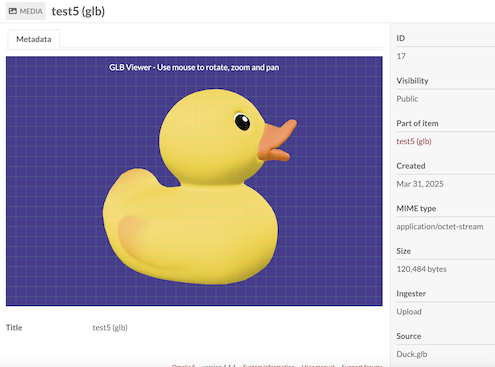 MEDIA test5 (glb)
Metadata
GLB Viewer - Use mouse to rotate, zoom and pan
Title test5 (glb)
ID
17
Visibility
Public
Part of item
test5 (glb)
Created
Mar 31, 2025
MIME type
application/octet-stream
Size
120,484 bytes
Ingester
Upload
Source
Duck.glb